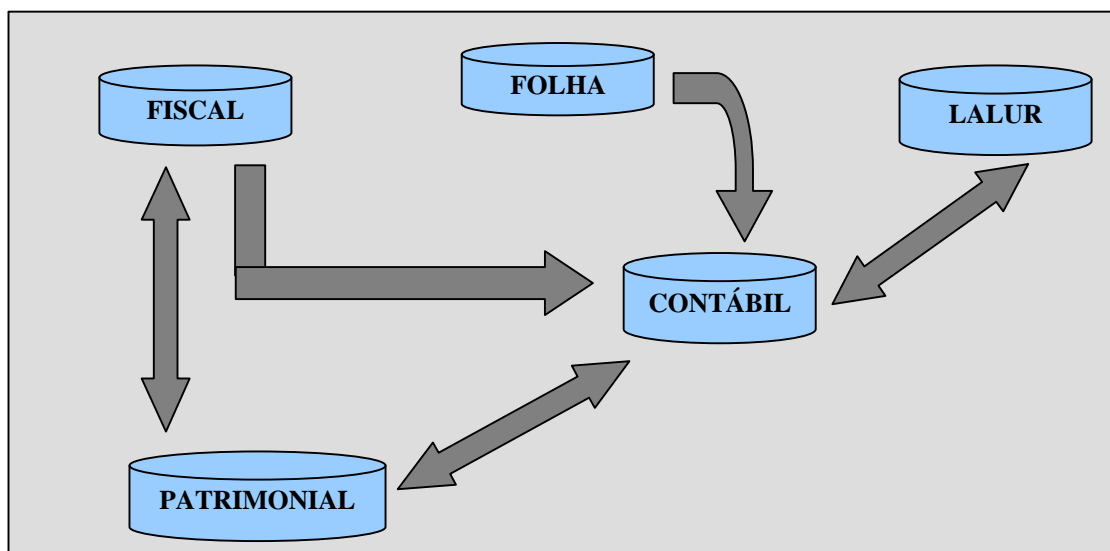 FOLHA
FISCAL
LALUR
CONTÁBIL
PATRIMONIAL